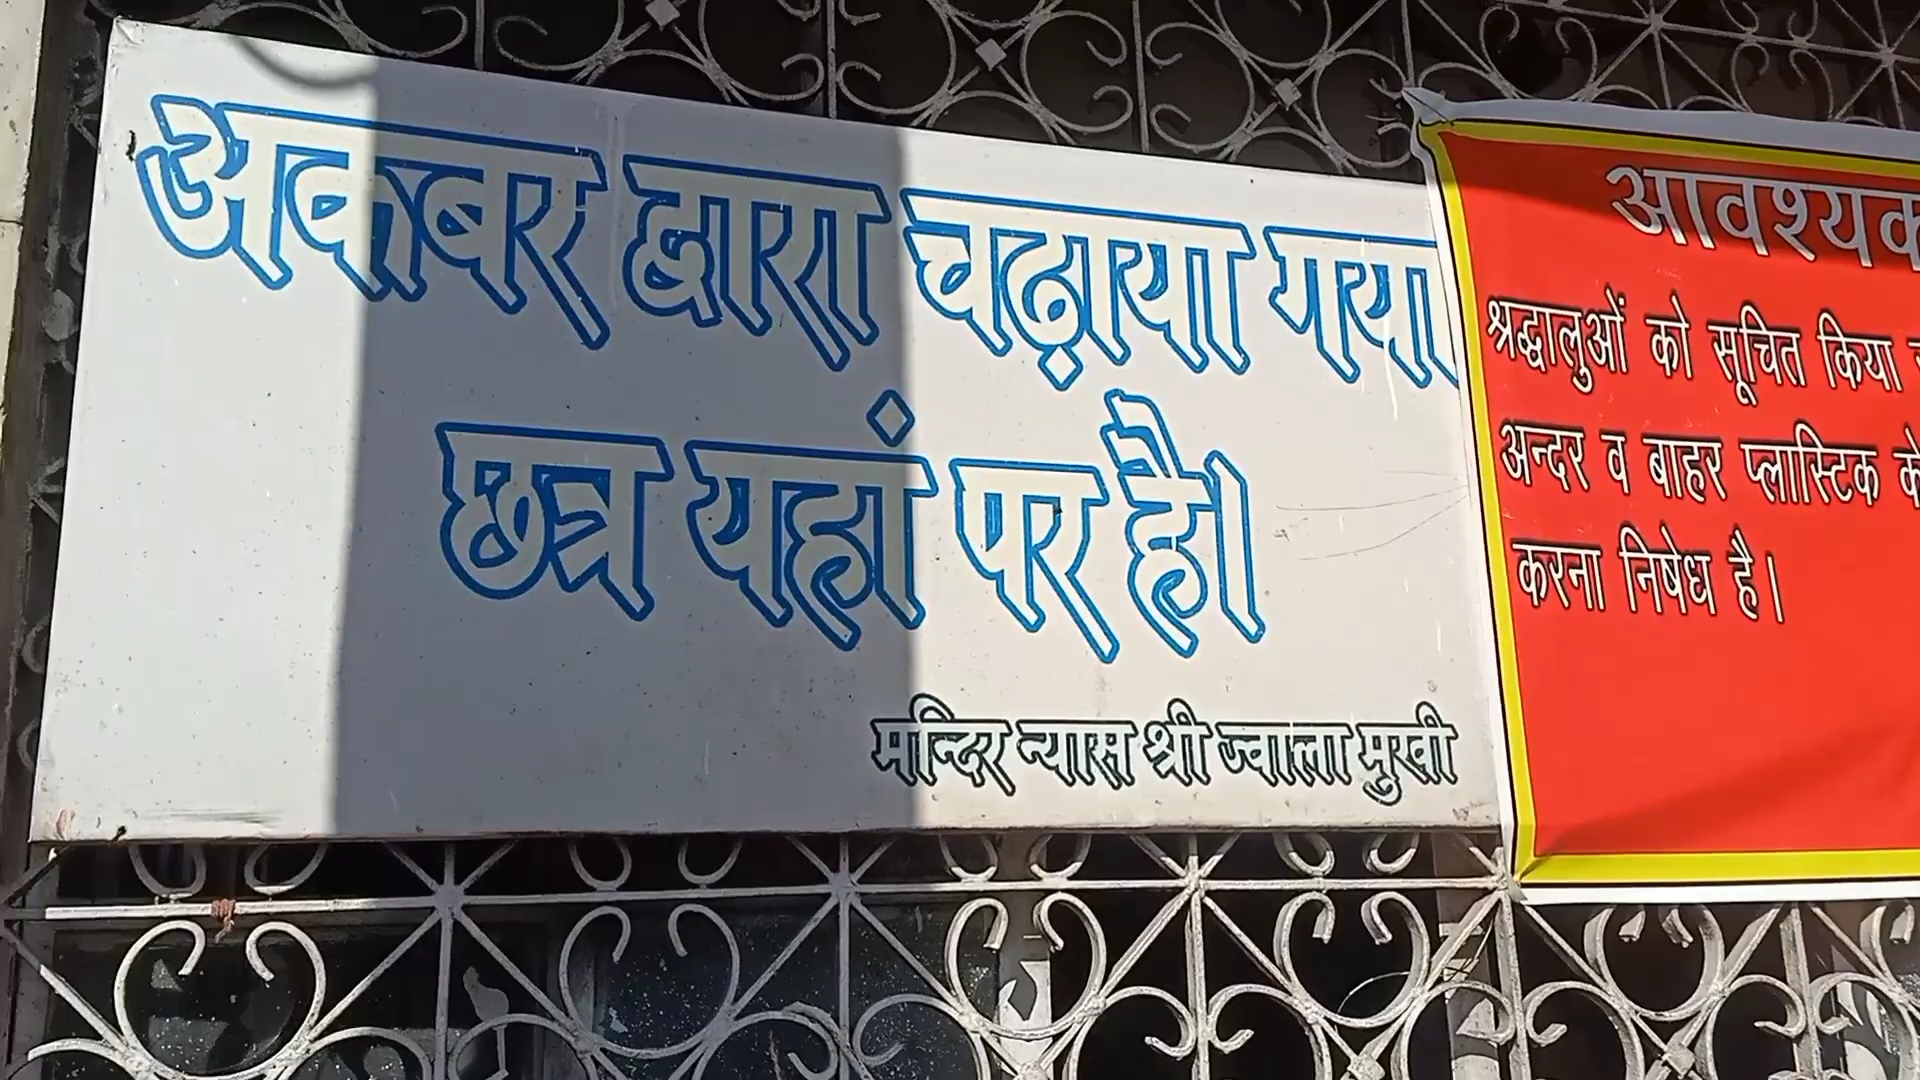 अकबर द्वारा चढ़ाया गया
छत्र यहां पर है।
मन्दिर न्यास श्री ज्वाला मुखी
आवश्यक
श्रद्धालुओं को सूचित किया
अन्दर व बाहर प्लास्टिक के
करना निषेध है।